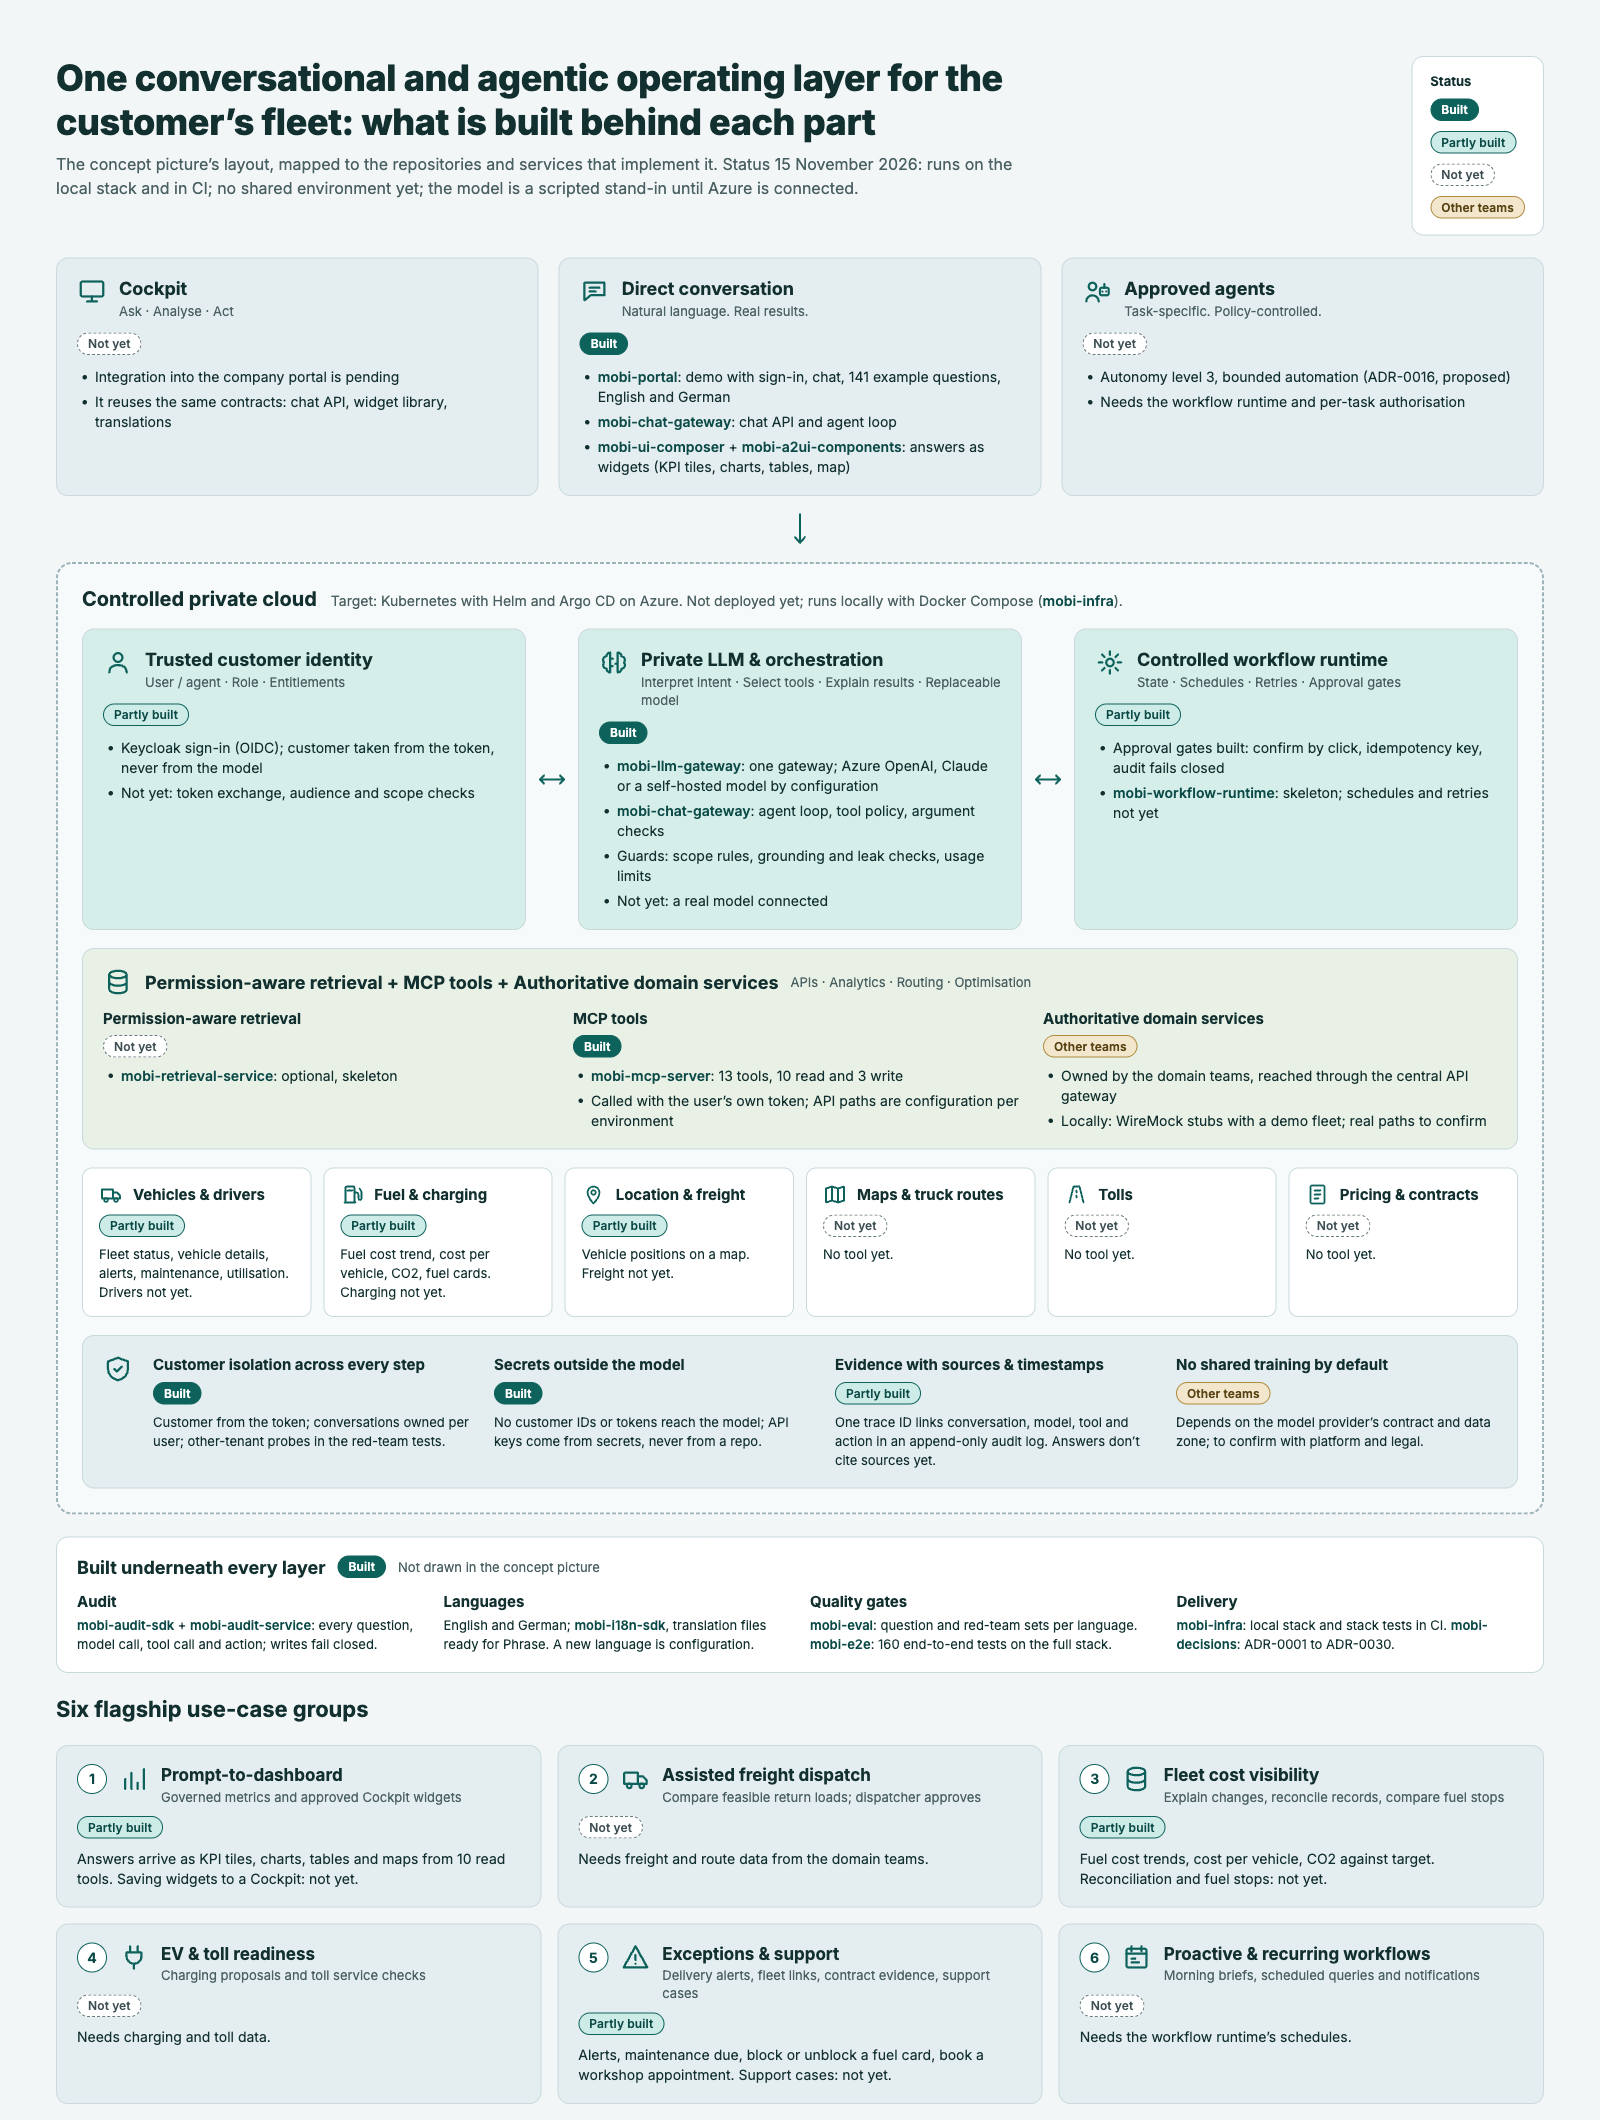 One conversational and agentic operating layer for the
customer’s fleet: what is built behind each part
The concept picture’s layout, mapped to the repositories and services that implement it. Status 15 November 2026: runs on the
local stack and in CI; no shared environment yet; the model is a scripted stand-in until Azure is connected.
Status
Built
Partly built
Not yet
Other teams
Cockpit
Ask · Analyse · Act
Not yet
• Integration into the company portal is pending
• It reuses the same contracts: chat API, widget library,
translations
Direct conversation
Natural language. Real results.
Built
• mobi-portal: demo with sign-in, chat, 141 example questions,
English and German
• mobi-chat-gateway: chat API and agent loop
• mobi-ui-composer + mobi-a2ui-components: answers as
widgets (KPI tiles, charts, tables, map)
Approved agents
Task-specific. Policy-controlled.
Not yet
• Autonomy level 3, bounded automation (ADR-0016, proposed)
• Needs the workflow runtime and per-task authorisation
Controlled private cloud Target: Kubernetes with Helm and Argo CD on Azure. Not deployed yet; runs locally with Docker Compose (mobi-infra).
Trusted customer identity
User / agent · Role · Entitlements
Partly built
• Keycloak sign-in (OIDC); customer taken from the token,
never from the model
• Not yet: token exchange, audience and scope checks
Private LLM & orchestration
Interpret intent · Select tools · Explain results · Replaceable
model
Built
• mobi-llm-gateway: one gateway; Azure OpenAI, Claude
or a self-hosted model by configuration
• mobi-chat-gateway: agent loop, tool policy, argument
checks
• Guards: scope rules, grounding and leak checks, usage
limits
• Not yet: a real model connected
Controlled workflow runtime
State · Schedules · Retries · Approval gates
Partly built
• Approval gates built: confirm by click, idempotency key,
audit fails closed
• mobi-workflow-runtime: skeleton; schedules and retries
not yet
Permission-aware retrieval + MCP tools + Authoritative domain services APIs · Analytics · Routing · Optimisation
Permission-aware retrieval
Not yet
• mobi-retrieval-service: optional, skeleton
MCP tools
Built
• mobi-mcp-server: 13 tools, 10 read and 3 write
• Called with the user’s own token; API paths are configuration per
environment
Authoritative domain services
Other teams
• Owned by the domain teams, reached through the central API
gateway
• Locally: WireMock stubs with a demo fleet; real paths to confirm
Vehicles & drivers
Partly built
Fleet status, vehicle details,
alerts, maintenance, utilisation.
Drivers not yet.
Fuel & charging
Partly built
Fuel cost trend, cost per
vehicle, CO2, fuel cards.
Charging not yet.
Location & freight
Partly built
Vehicle positions on a map.
Freight not yet.
Maps & truck routes
Not yet
No tool yet.
Tolls
Not yet
No tool yet.
Pricing & contracts
Not yet
No tool yet.
Customer isolation across every step
Built
Customer from the token; conversations owned per
user; other-tenant probes in the red-team tests.
Secrets outside the model
Built
No customer IDs or tokens reach the model; API
keys come from secrets, never from a repo.
Evidence with sources & timestamps
Partly built
One trace ID links conversation, model, tool and
action in an append-only audit log. Answers don’t
cite sources yet.
No shared training by default
Other teams
Depends on the model provider’s contract and data
zone; to confirm with platform and legal.
Built underneath every layer Built Not drawn in the concept picture
Audit
mobi-audit-sdk + mobi-audit-service: every question,
model call, tool call and action; writes fail closed.
Languages
English and German; mobi-i18n-sdk, translation files
ready for Phrase. A new language is configuration.
Quality gates
mobi-eval: question and red-team sets per language.
mobi-e2e: 160 end-to-end tests on the full stack.
Delivery
mobi-infra: local stack and stack tests in CI. mobi-
decisions: ADR-0001 to ADR-0030.
Six flagship use-case groups
1 Prompt-to-dashboard
Governed metrics and approved Cockpit widgets
Partly built
Answers arrive as KPI tiles, charts, tables and maps from 10 read
tools. Saving widgets to a Cockpit: not yet.
2 Assisted freight dispatch
Compare feasible return loads; dispatcher approves
Not yet
Needs freight and route data from the domain teams.
3 Fleet cost visibility
Explain changes, reconcile records, compare fuel stops
Partly built
Fuel cost trends, cost per vehicle, CO2 against target.
Reconciliation and fuel stops: not yet.
4 EV & toll readiness
Charging proposals and toll service checks
Not yet
Needs charging and toll data.
5 Exceptions & support
Delivery alerts, fleet links, contract evidence, support
cases
Partly built
Alerts, maintenance due, block or unblock a fuel card, book a
workshop appointment. Support cases: not yet.
6 Proactive & recurring workflows
Morning briefs, scheduled queries and notifications
Not yet
Needs the workflow runtime’s schedules.